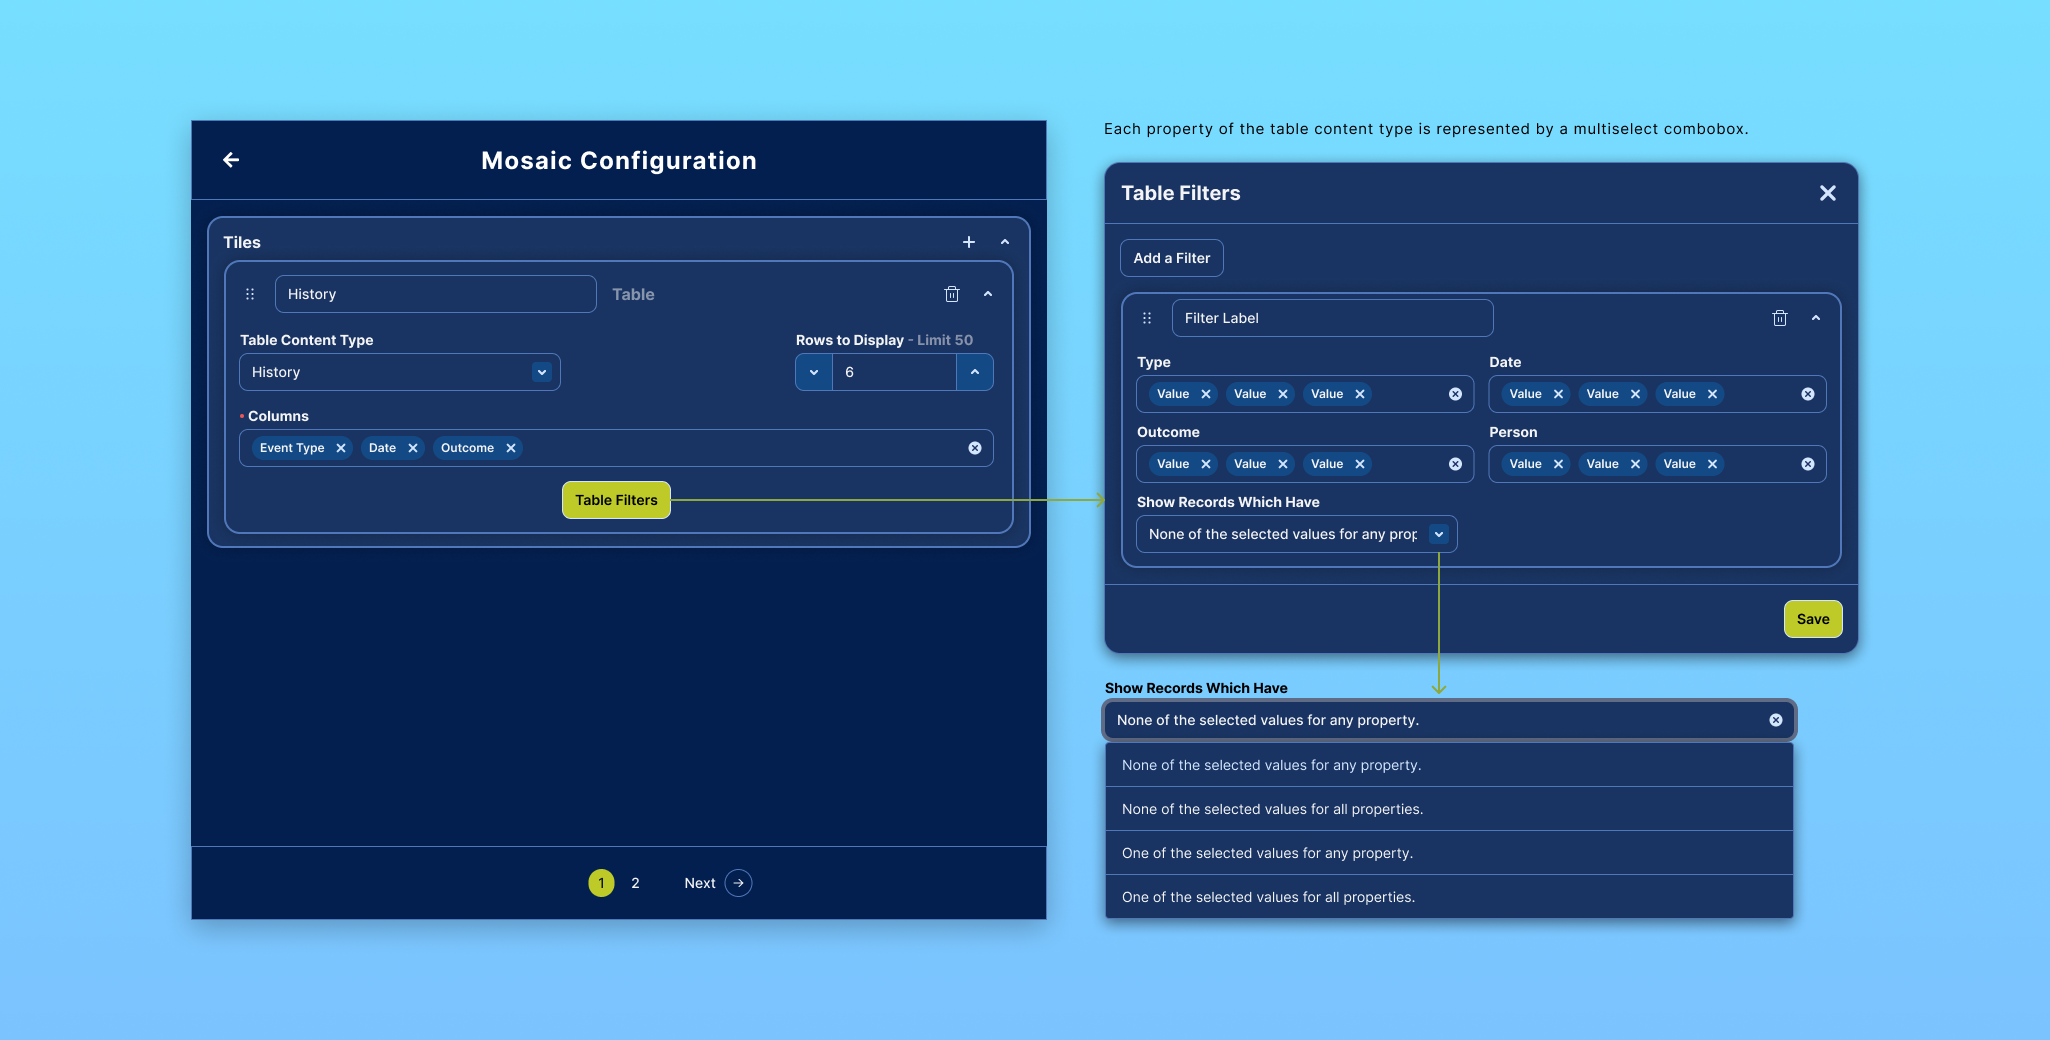 Mosaic Configuration
Tiles
History
Table
Table Content Type
Rows to Display - Limit 50
History
6
• Columns
Event Type
Date
Outcome
Table Filters
1
2
Next
Each property of the table content type is represented by a multiselect combobox.
Table Filters
Add a Filter
Filter Label
Type
Date
Value Value Value
Value Value Value
Outcome
Person
Value Value Value
Value Value Value
Show Records Which Have
None of the selected values for any prop
Save
Show Records Which Have
None of the selected values for any property.
None of the selected values for any property.
None of the selected values for all properties.
One of the selected values for any property.
One of the selected values for all properties.